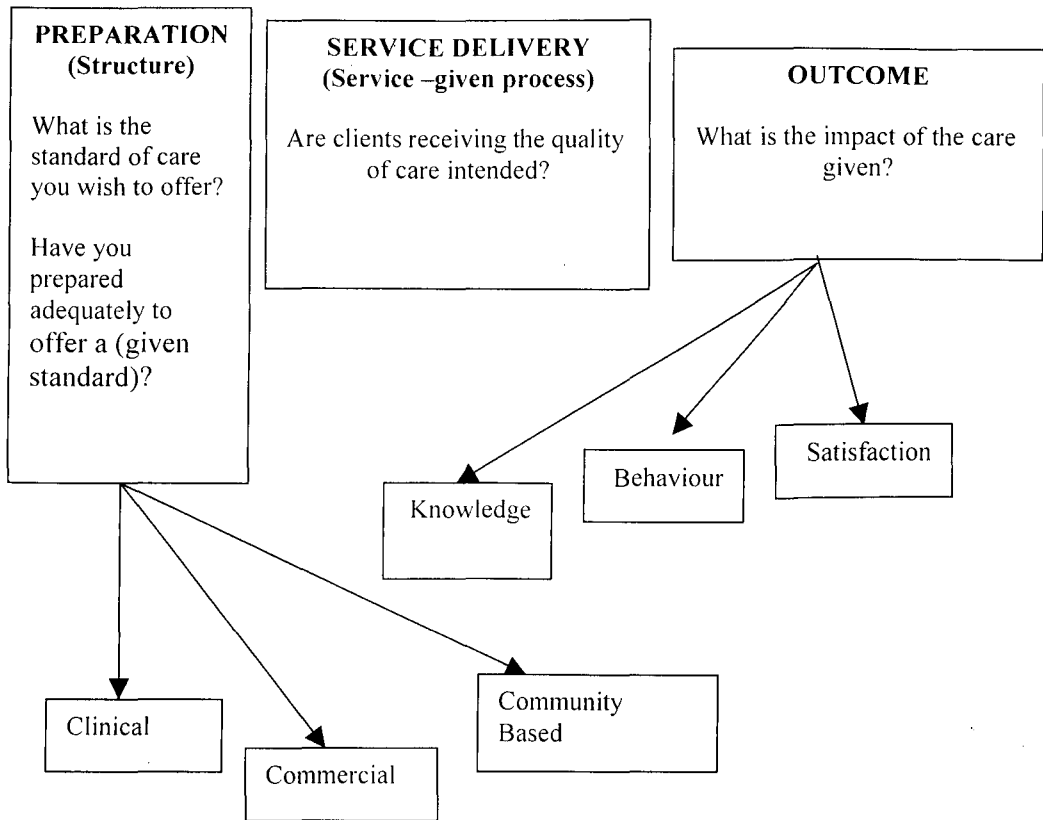 PREPARATION
(Structure)
What is the
standard of care
you wish to offer?
Have you
prepared
adequately to
offer a (given
standard)?
SERVICE DELIVERY
(Service –given process)
Are clients receiving the quality
of care intended?
OUTCOME
What is the impact of the care
given?
Knowledge
Behaviour
Satisfaction
Clinical
Commercial
Community
Based